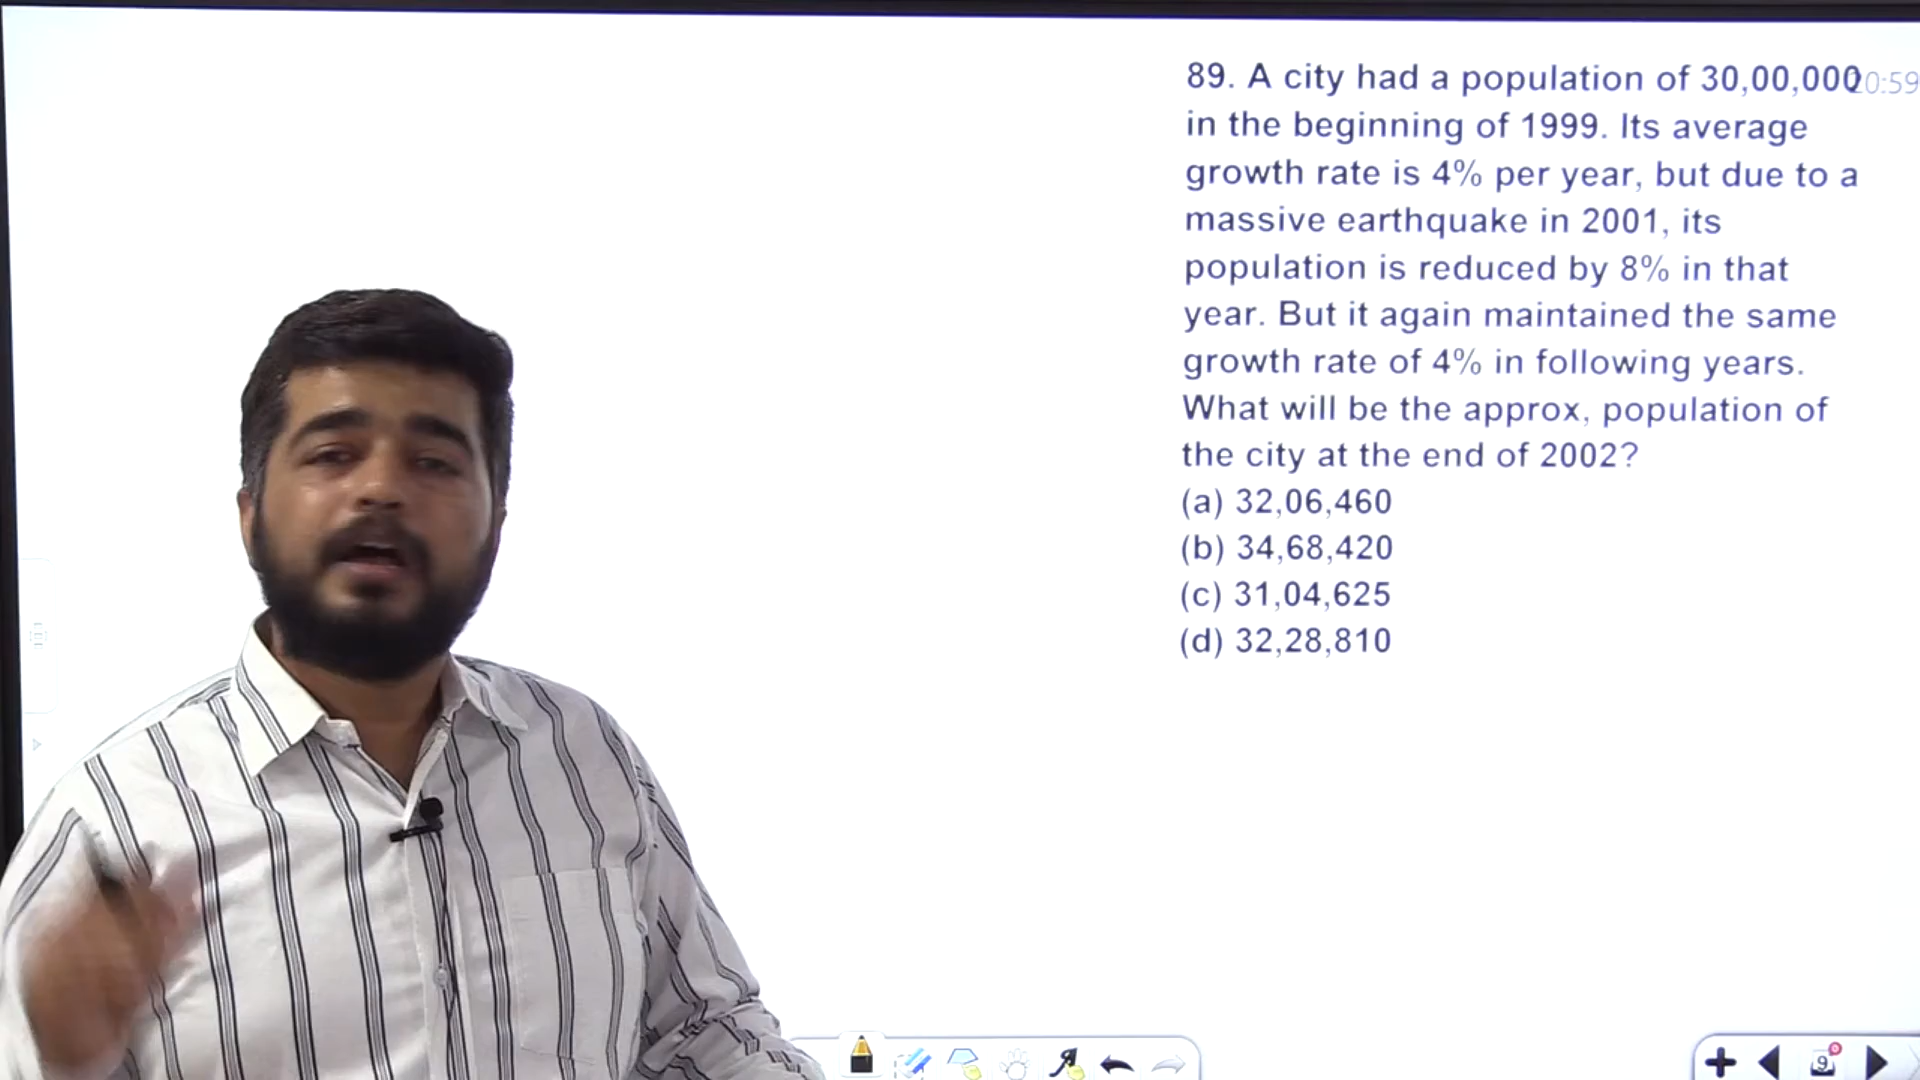 89. A city had a population of 30,00,000
in the beginning of 1999. Its average
growth rate is 4% per year, but due to a
massive earthquake in 2001, its
population is reduced by 8% in that
year. But it again maintained the same
growth rate of 4% in following years.
What will be the approx, population of
the city at the end of 2002?
(a) 32,06,460
(b) 34,68,420
(c) 31,04,625
(d) 32,28,810
9